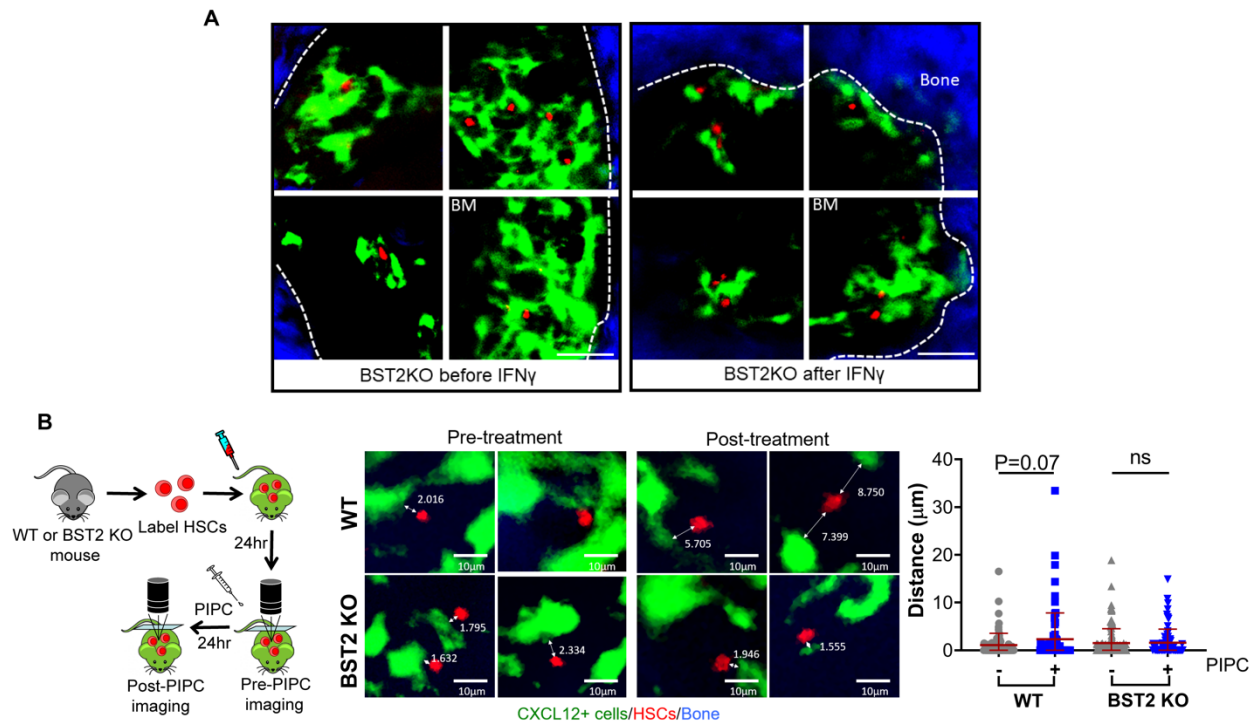 A
Bone
BM
BM
BST2KO before IFNγ
BST2KO after IFNγ
B
WT or BST2 KO
mouse
Label HSCs
24hr
PIPC
24hr
Post-PIPC
imaging
Pre-PIPC
imaging
Pre-treatment
Post-treatment
WT
2.016
10µm
10µm
5.705
10µm
8.750
7.399
10µm
BST2 KO
1.795
1.632
10µm
2.334
10µm
1.946
10µm
1.555
10µm
CXCL12+ cells/HSCs/Bone
Distance (µm)
40
30
20
10
0
P=0.07
ns
- + - + PIPC
WT BST2 KO